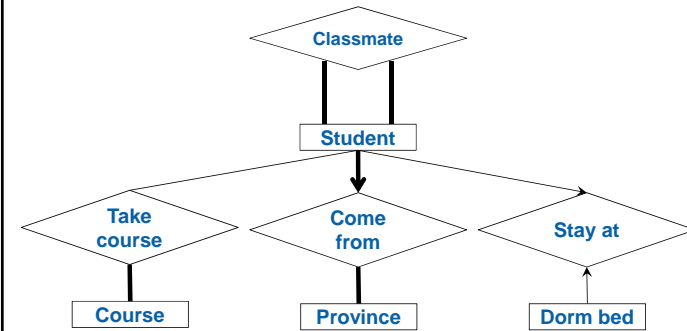 Classmate
Student
Take
course
Come
from
Stay at
Course
Province
Dorm bed